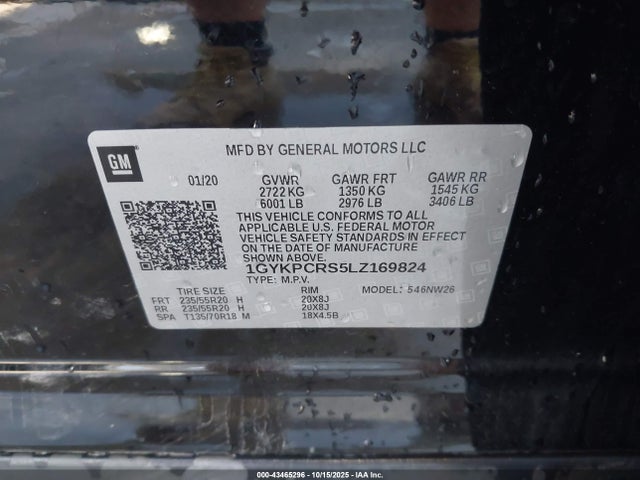 GM
MFD BY GENERAL MOTORS LLC
01/20 GVWR GAWR FRT GAWR RR
2722 KG 1350 KG 1545 KG
6001 LB 2976 LB 3406 LB
THIS VEHICLE CONFORMS TO ALL
APPLICABLE U.S. FEDERAL MOTOR
VEHICLE SAFETY STANDARDS IN EFFECT
ON THE DATE OF MANUFACTURE
SHOWN ABOVE.
1GYKPCRS5LZ169824
TYPE: M.P.V.
TIRE SIZE RIM MODEL: 546NW26
FRT 235/55R20 H 20X8J
RR 235/55R20 H 20X8J
SPA T135/70R18 M 18X4.5B
000-43465296 - 10/15/2025 - IAA Inc.